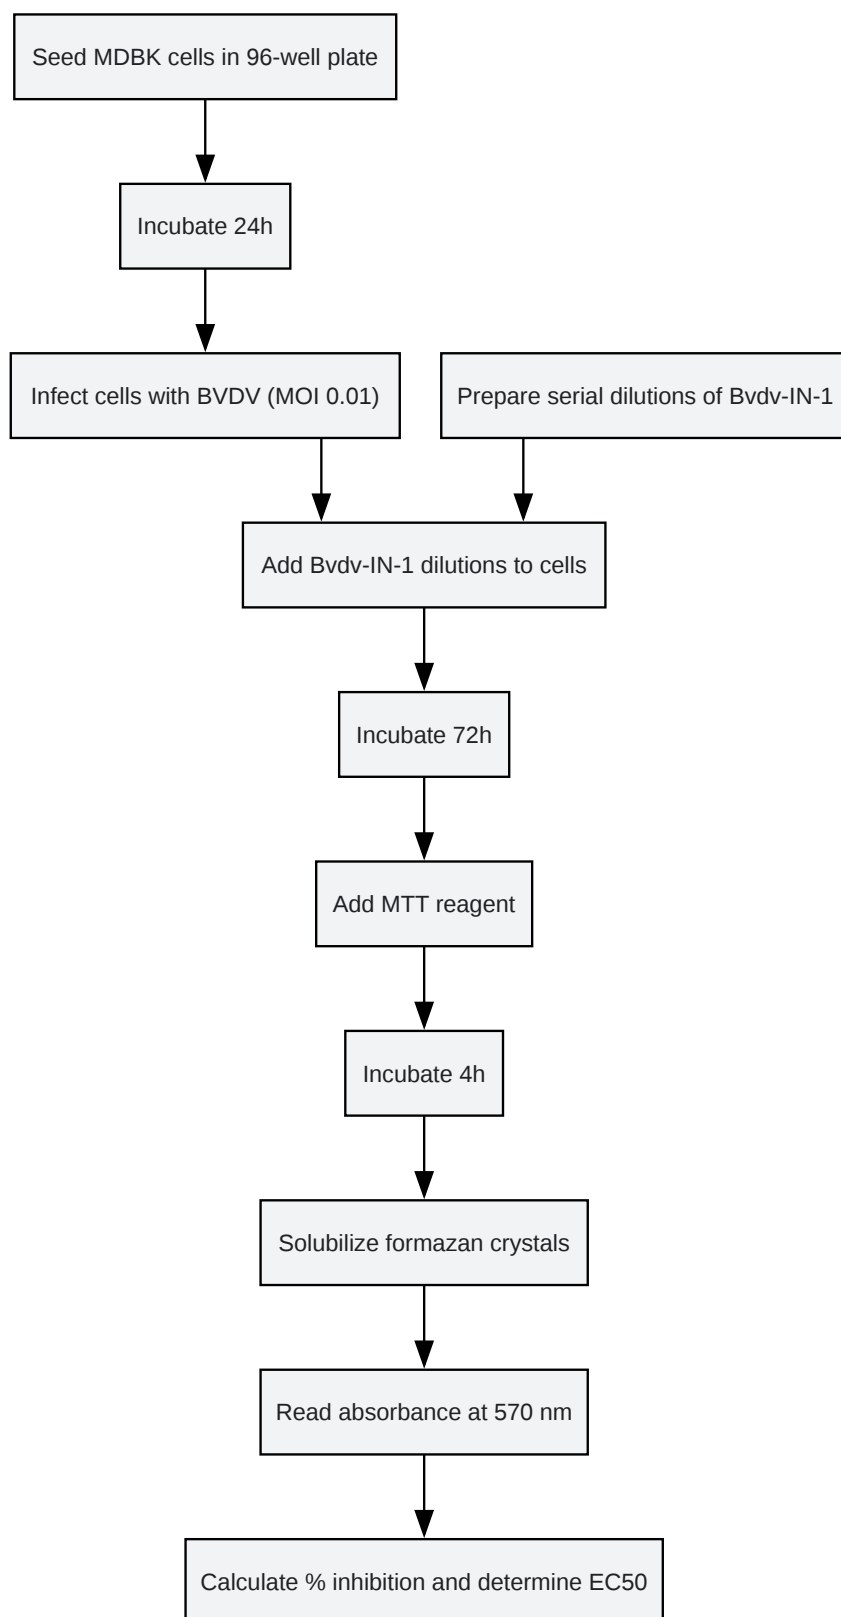 Seed MDBK cells in 96-well plate
Incubate 24h
Infect cells with BVDV (MOI 0.01)
Prepare serial dilutions of Bvdv-IN-1
Add Bvdv-IN-1 dilutions to cells
Incubate 72h
Add MTT reagent
Incubate 4h
Solubilize formazan crystals
Read absorbance at 570 nm
Calculate % inhibition and determine EC50